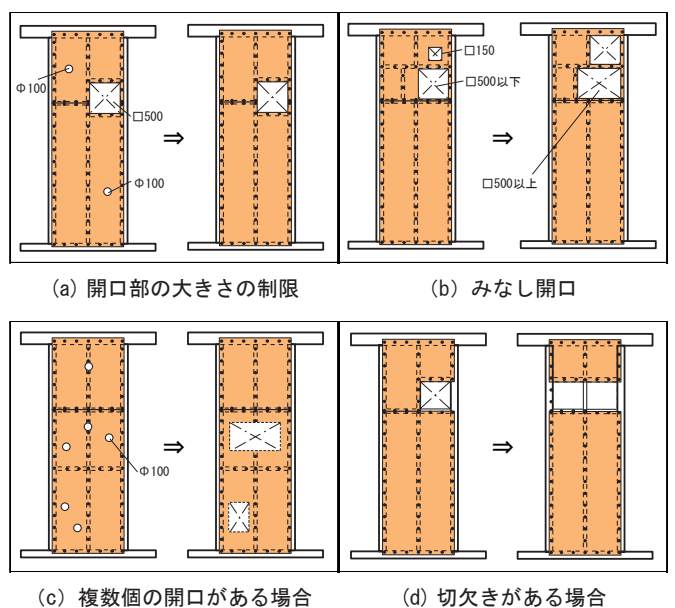 Φ100
□500
⇒
Φ100
(a) 開口部の大きさの制限
□150
□500以下
⇒
□500以上
(b) みなし開口
⇒
Φ100
(c) 複数個の開口がある場合
⇒
(d) 切欠きがある場合